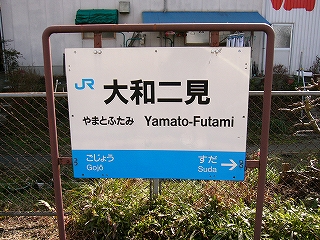 JR 大和二見
やまとふたみ Yamato-Futami
ごじょう すだ
Gojō Suda →